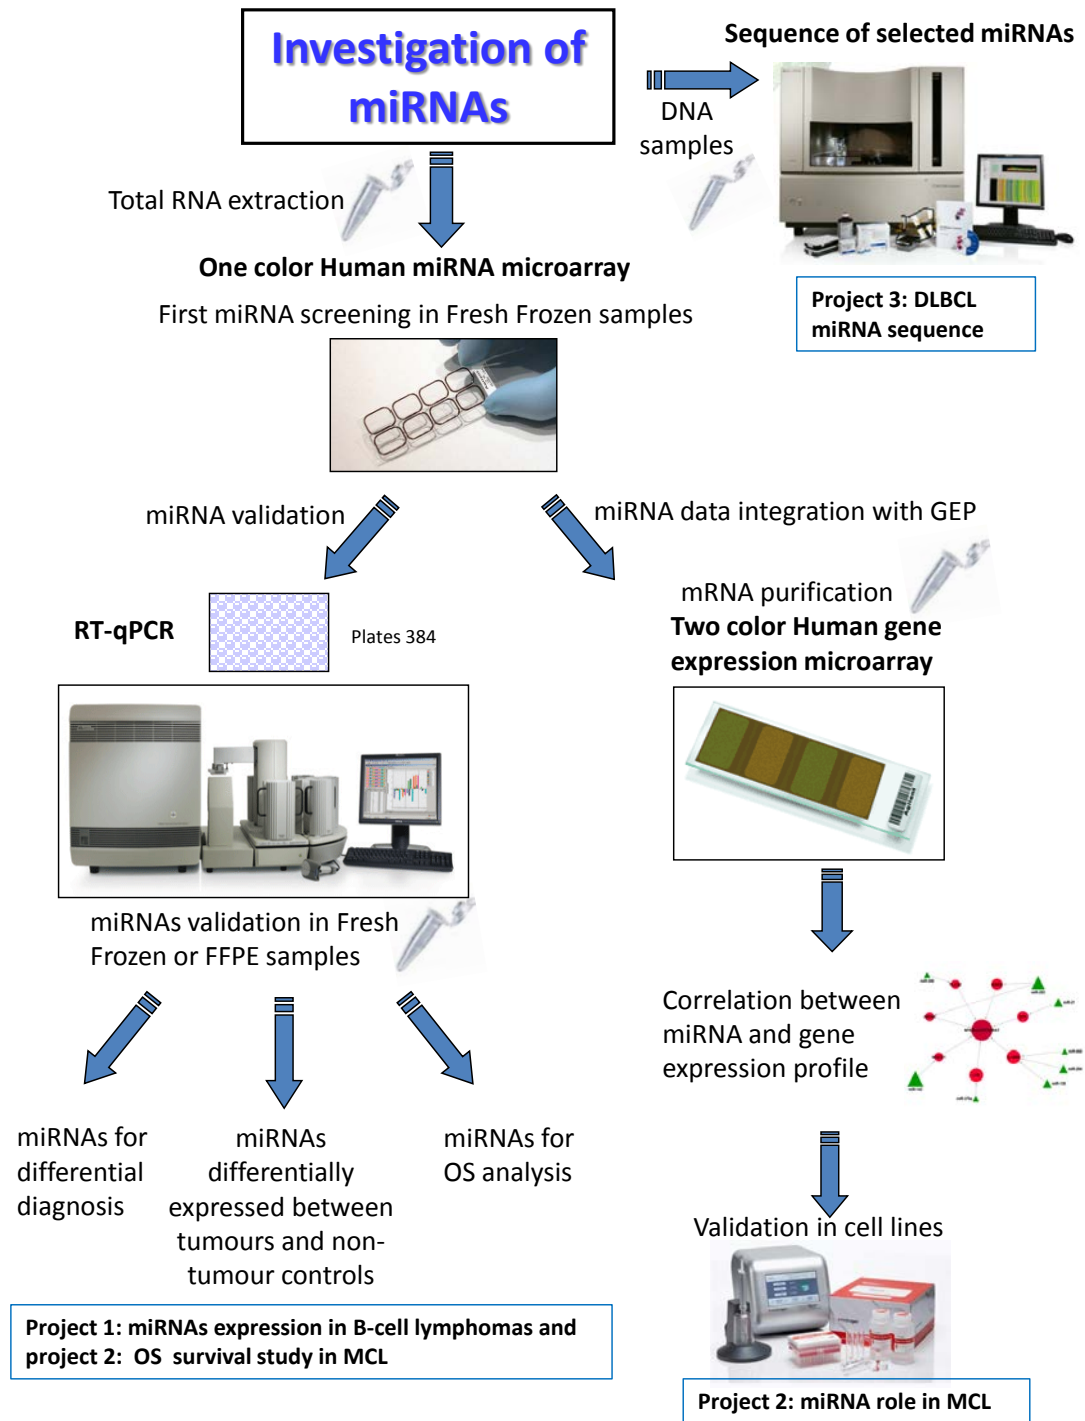 Investigation of
miRNAs
Sequence of selected miRNAs
DNA
samples
Total RNA extraction
One color Human miRNA microarray
First miRNA screening in Fresh Frozen samples
Project 3: DLBCL
miRNA sequence
miRNA validation
miRNA data integration with GEP
RT-qPCR
Plates 384
mRNA purification
Two color Human gene
expression microarray
Agilent
miRNAs validation in Fresh
Frozen or FFPE samples
Correlation between
miRNA and gene
expression profile
miRNAs for
differential
diagnosis
miRNAs
differentially
expressed between
tumours and non-
tumour controls
miRNAs for
OS analysis
Validation in cell lines
Project 1: miRNAs expression in B-cell lymphomas and
project 2:  OS  survival study in MCL
Project 2: miRNA role in MCL